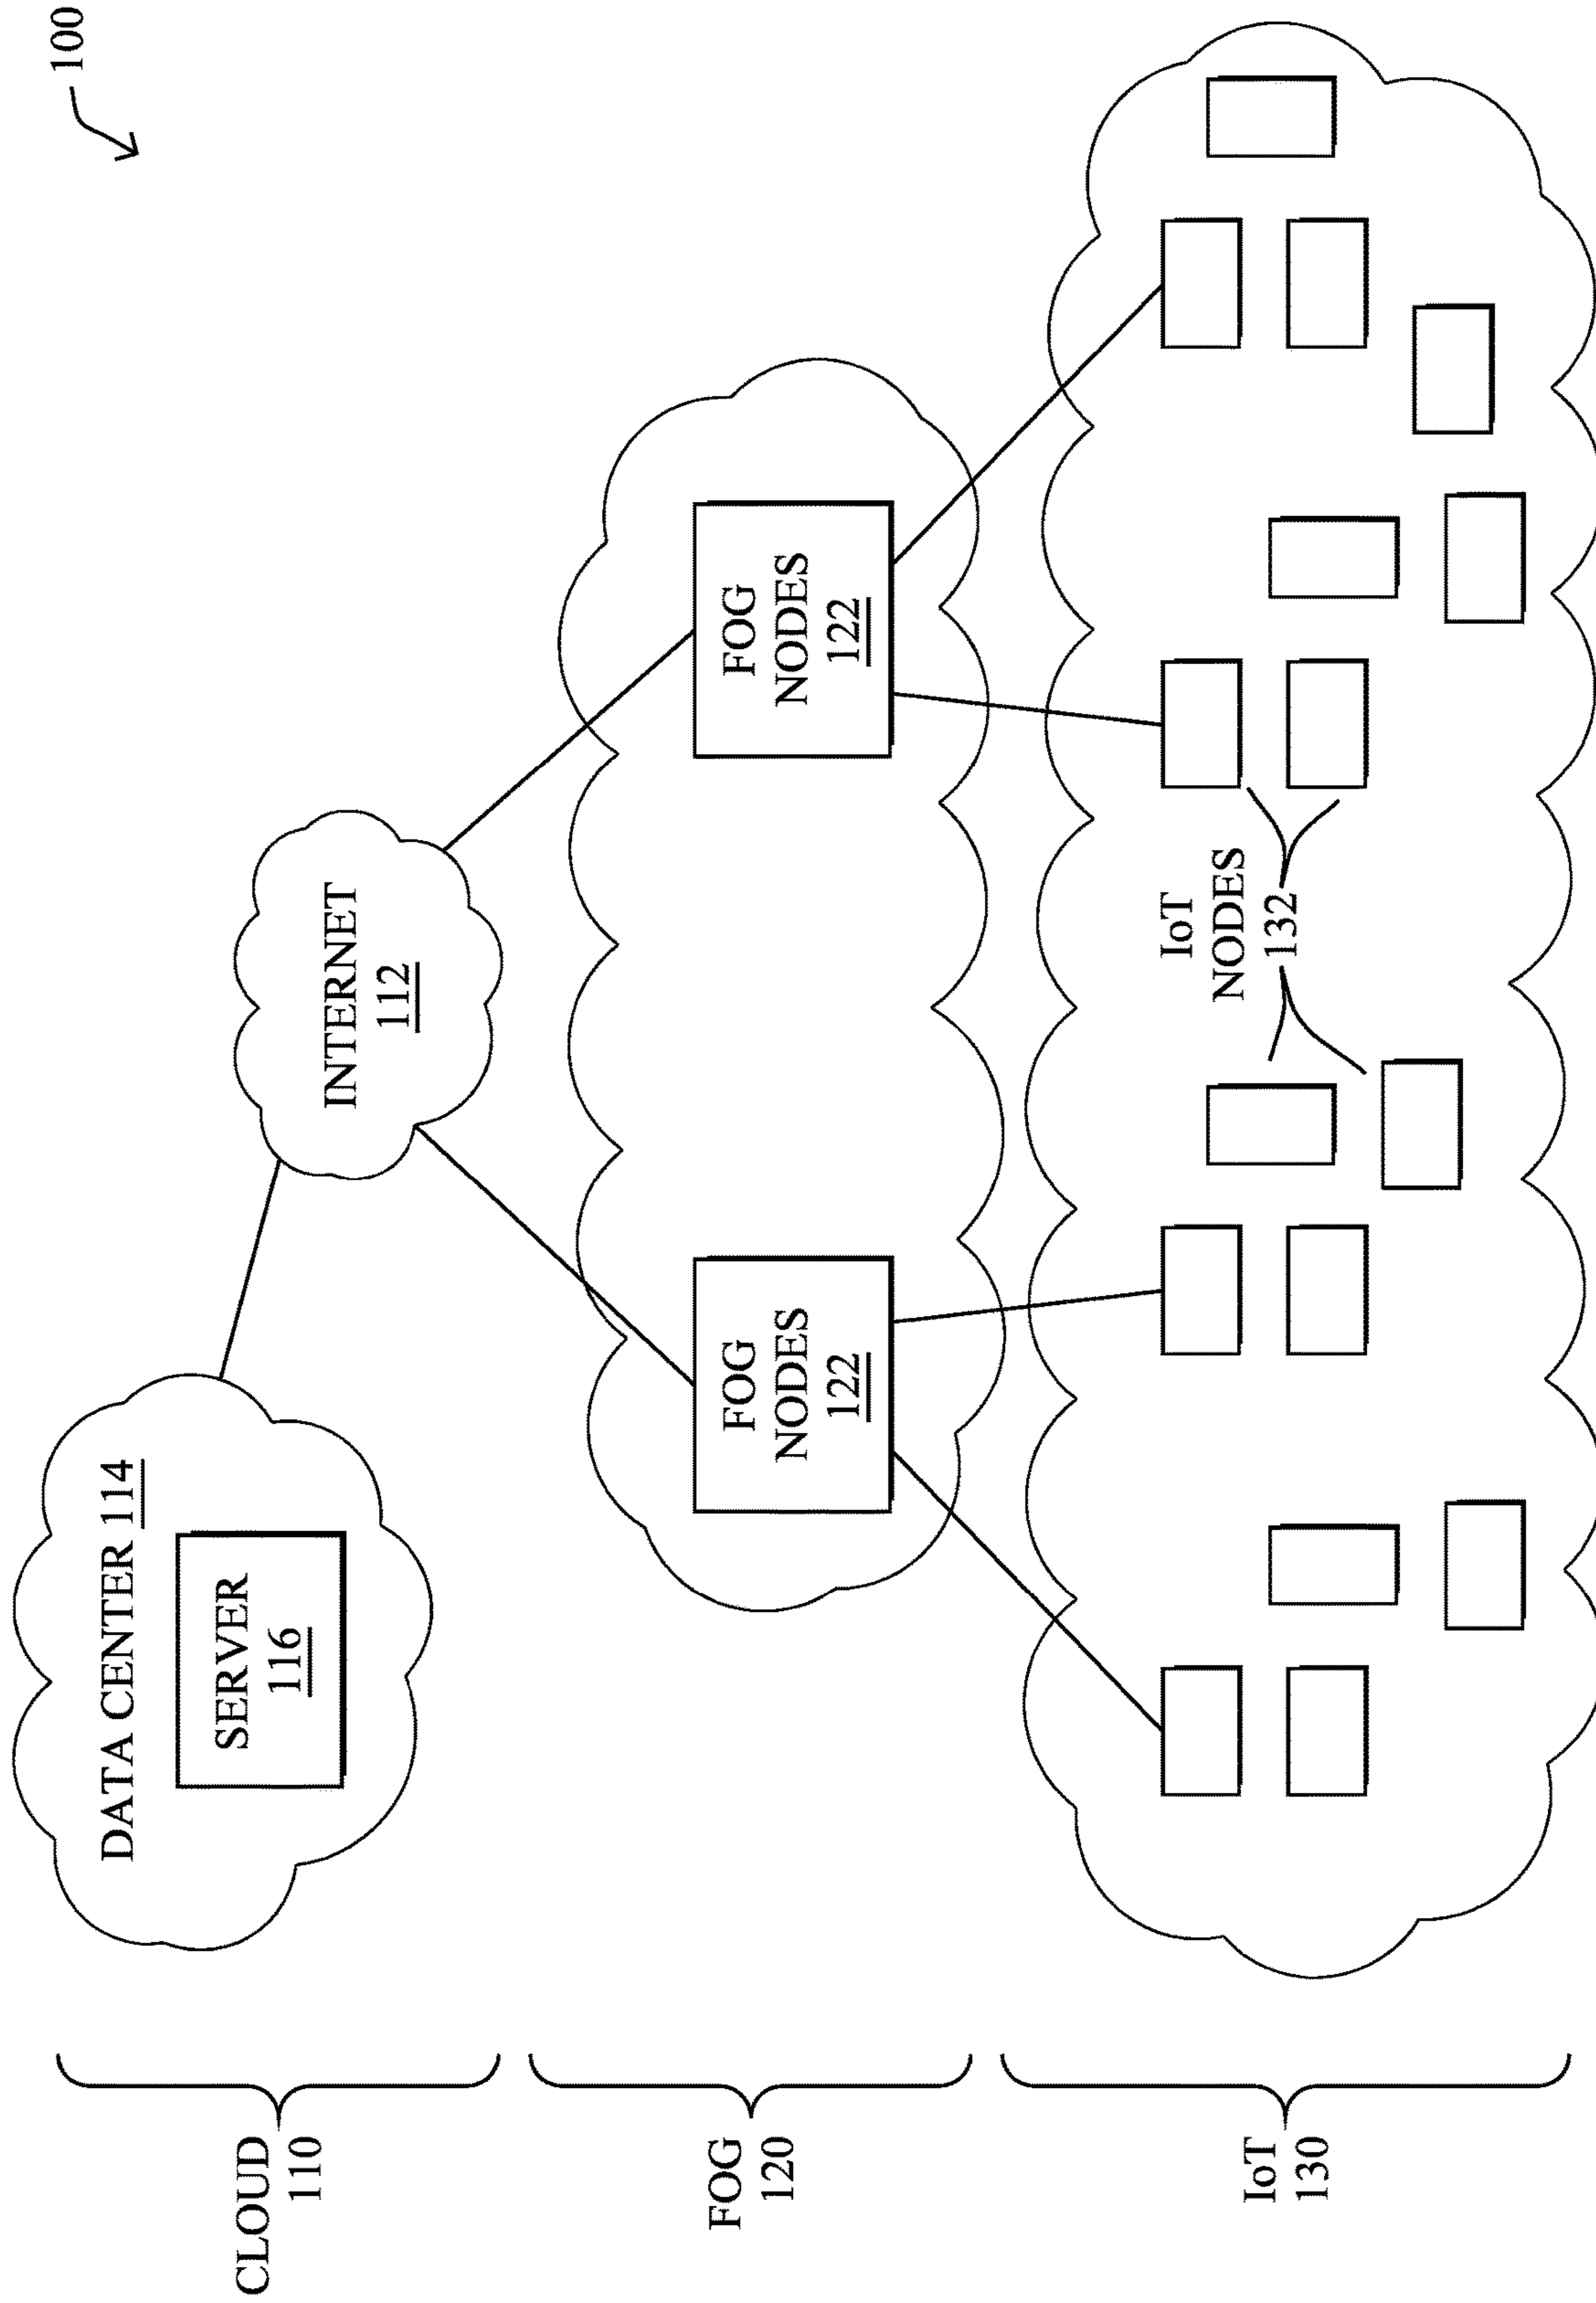 100
CLOUD
110
DATA CENTER 114
SERVER
116
INTERNET
112
FOG
120
FOG
NODES
122
FOG
NODES
122
IoT
130
IoT
NODES
132